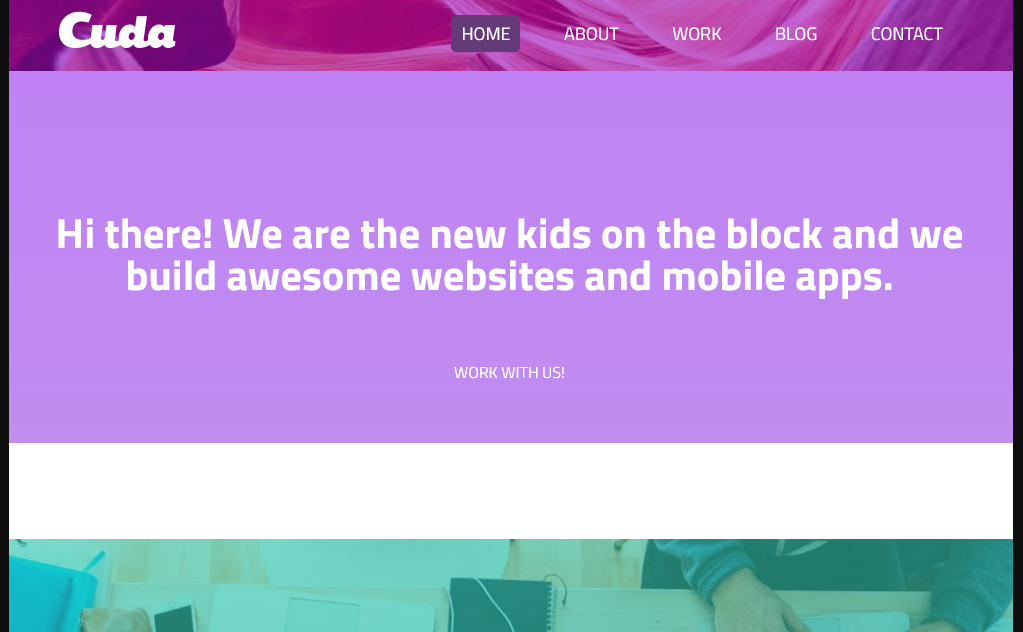 Cuda
HOME
ABOUT
WORK
BLOG
CONTACT
Hi there! We are the new kids on the block and we
build awesome websites and mobile apps.
WORK WITH US!